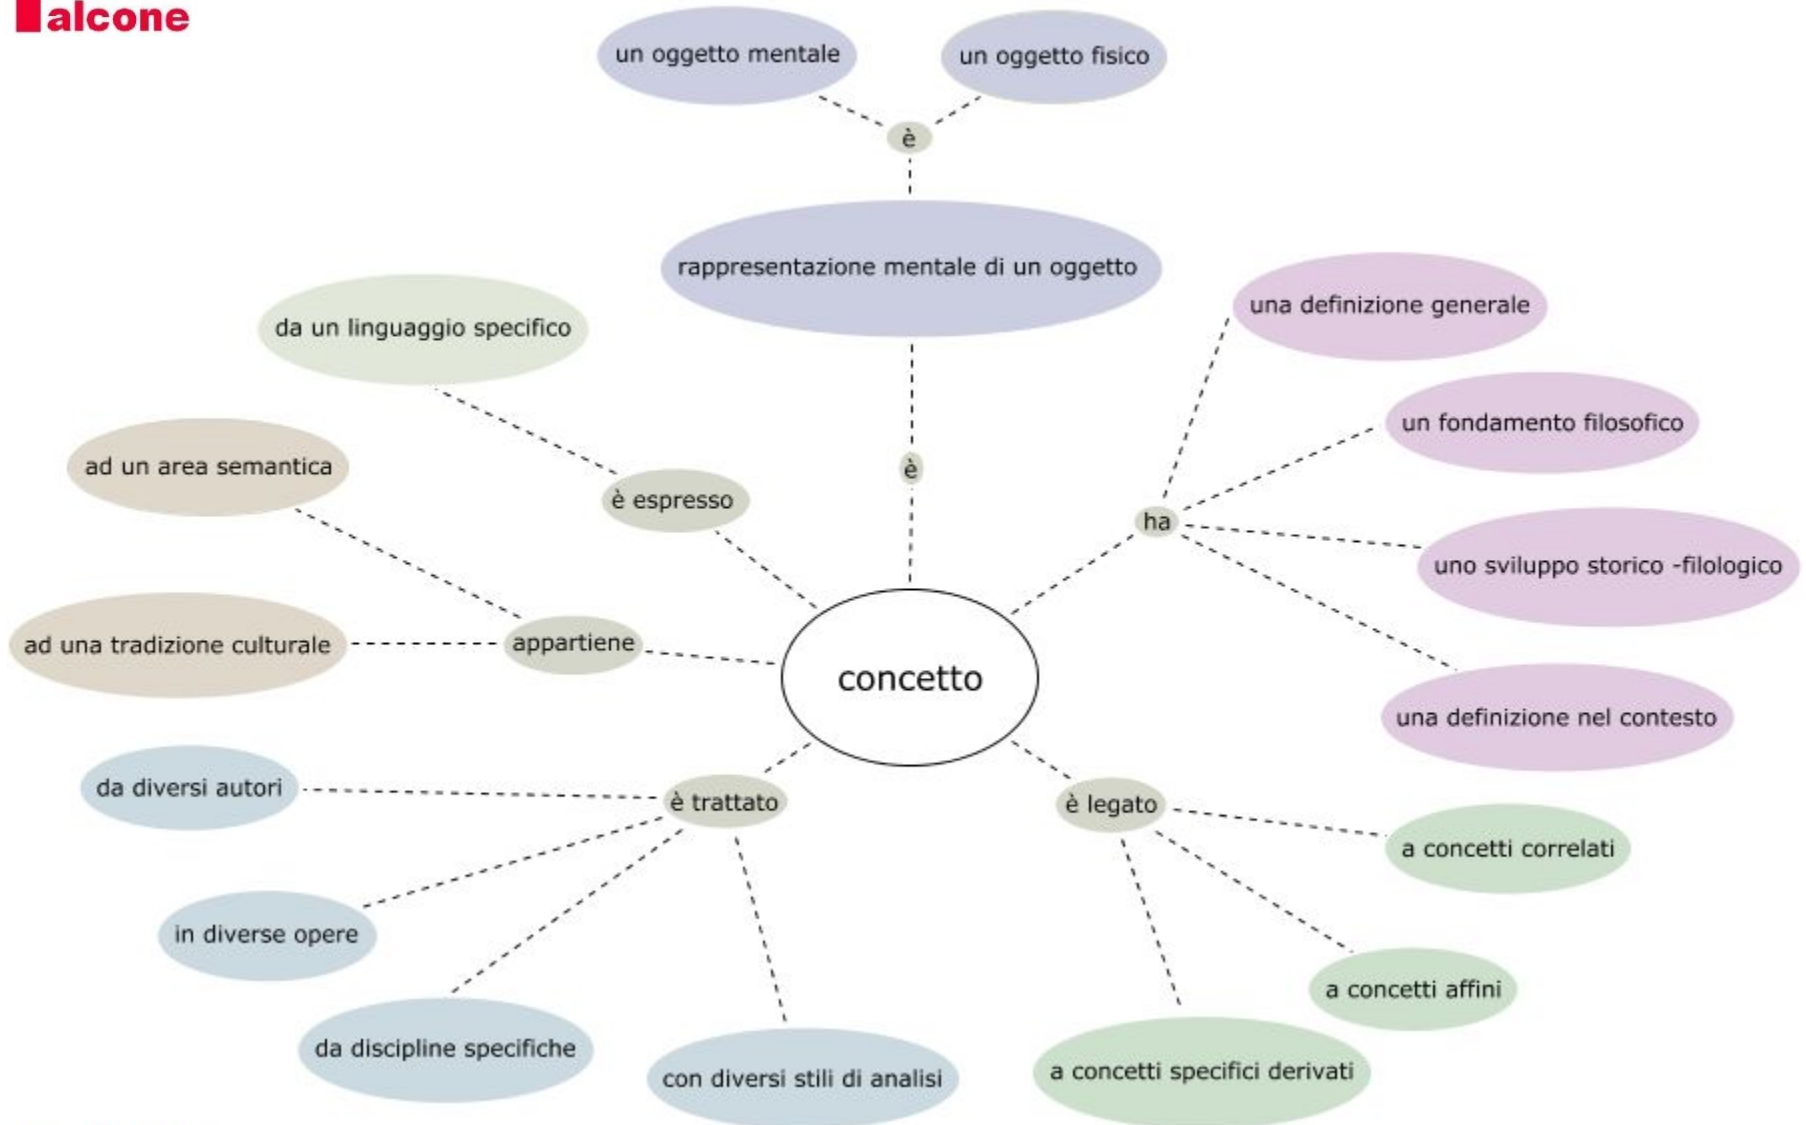 alcone
un oggetto mentale
un oggetto fisico
è
rappresentazione mentale di un oggetto
una definizione generale
da un linguaggio specifico
un fondamento filosofico
ad un area semantica
è
è espresso
ha
uno sviluppo storico -filologico
ad una tradizione culturale
appartiene
concetto
una definizione nel contesto
da diversi autori
è trattato
è legato
a concetti correlati
in diverse opere
a concetti affini
da discipline specifiche
con diversi stili di analisi
a concetti specifici derivati